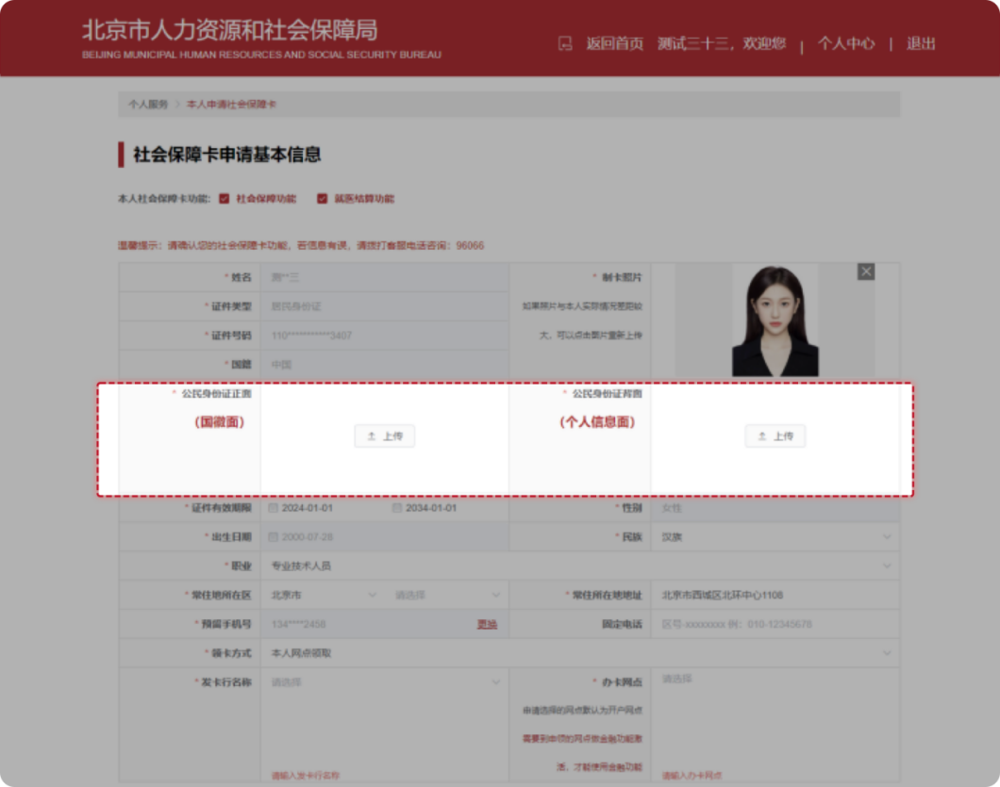 北京市人力资源和社会保障局
BEIJING MUNICIPAL HUMAN RESOURCES AND SOCIAL SECURITY BUREAU
返回首页 测试三十三，欢迎您 | 个人中心 | 退出
个人服务 > 本人申请社会保障卡
社会保障卡申请基本信息
本人社会保障卡功能: 社会保障功能 就医结算功能
温馨提示：请确认您的社会保障卡功能，若信息有误，请拨打客服电话咨询：96066
* 姓名 测**三
* 制卡照片
* 证件类型 居民身份证
如果照片与本人实际情况差距较
* 证件号码 110***********3407
大，可以点击照片重新上传
* 国籍 中国
* 公民身份证正面
(国徽面)
上传
* 公民身份证背面
(个人信息面)
上传
* 证件有效期限 2024-01-01 2034-01-01 * 性别 女性
* 出生日期 2000-07-28 * 民族 汉族
* 职业 专业技术人员
* 常住地所在区 北京市 请选择 * 常住所在地地址 北京市西城区北环中心1108
* 预留手机号 134****2458 更换 固定电话 区号-xxxxxxxx 例：010-12345678
* 领卡方式 本人网点领取
* 发卡行名称 请选择 * 办卡网点 请选择
申请选择的网点默认为开户网点
需要到申领的网点做金融功能激
活，才能使用金融功能
请输入发卡行名称 请输入办卡网点